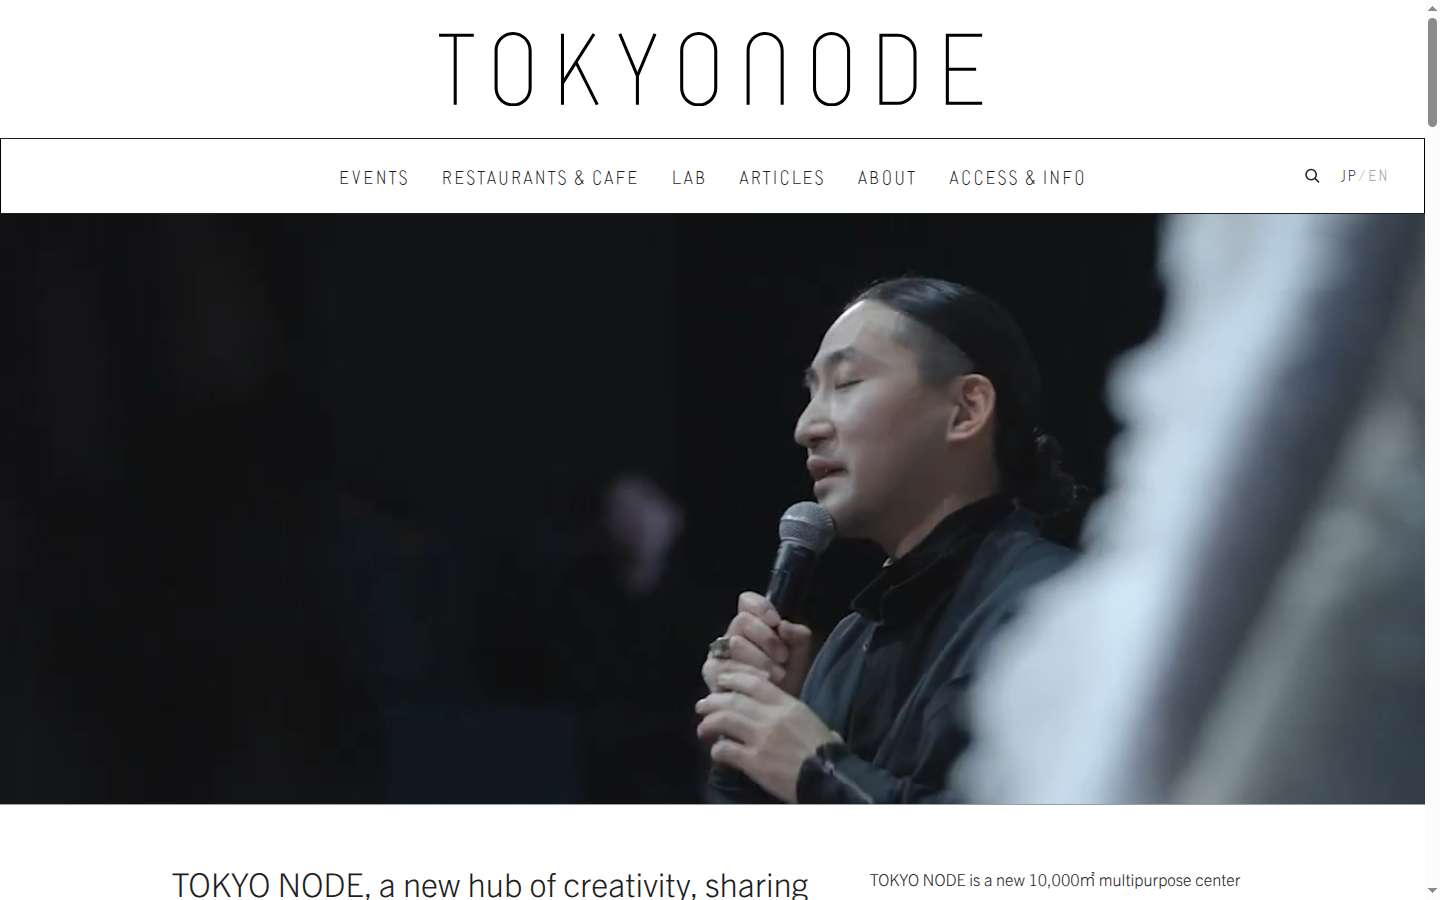 TOKYONODE
EVENTS RESTAURANTS & CAFE LAB ARTICLES ABOUT ACCESS & INFO JP/EN
TOKYO NODE, a new hub of creativity, sharing
TOKYO NODE is a new 10,000㎡ multipurpose center